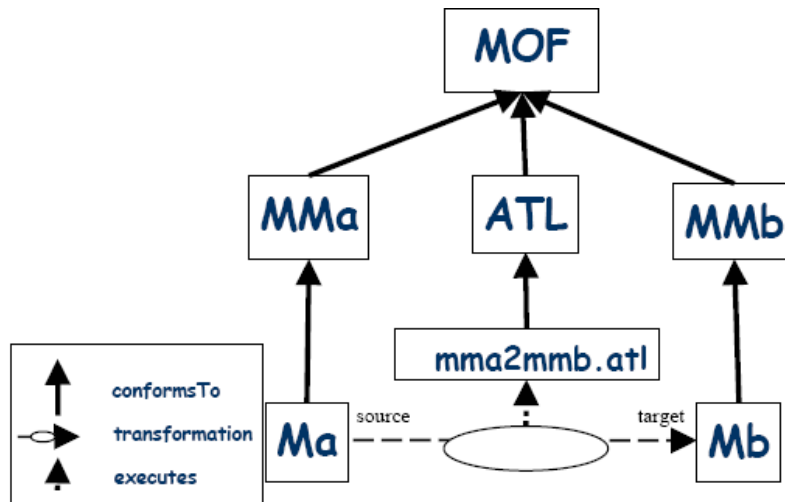 MOF
MMa
ATL
MMb
mma2mmb.atl
conformsTo
transformation
executes
Ma
source
target
Mb